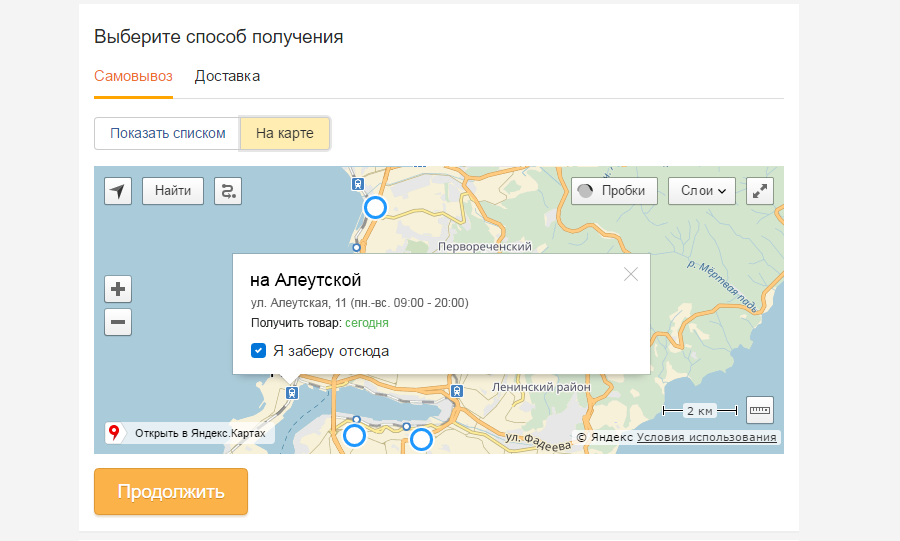 Выберите способ получения
Самовывоз Доставка
Показать списком На карте
Найти Пробки Слои
Первореченский
р. Мёртвая падь
на Алеутской
ул. Алеутская, 11 (пн.-вс. 09:00 - 20:00)
Получить товар: сегодня
Я заберу отсюда
Ленинский район
2 км
ул. Фадеева
Открыть в Яндекс.Картах
© Яндекс Условия использования
Продолжить